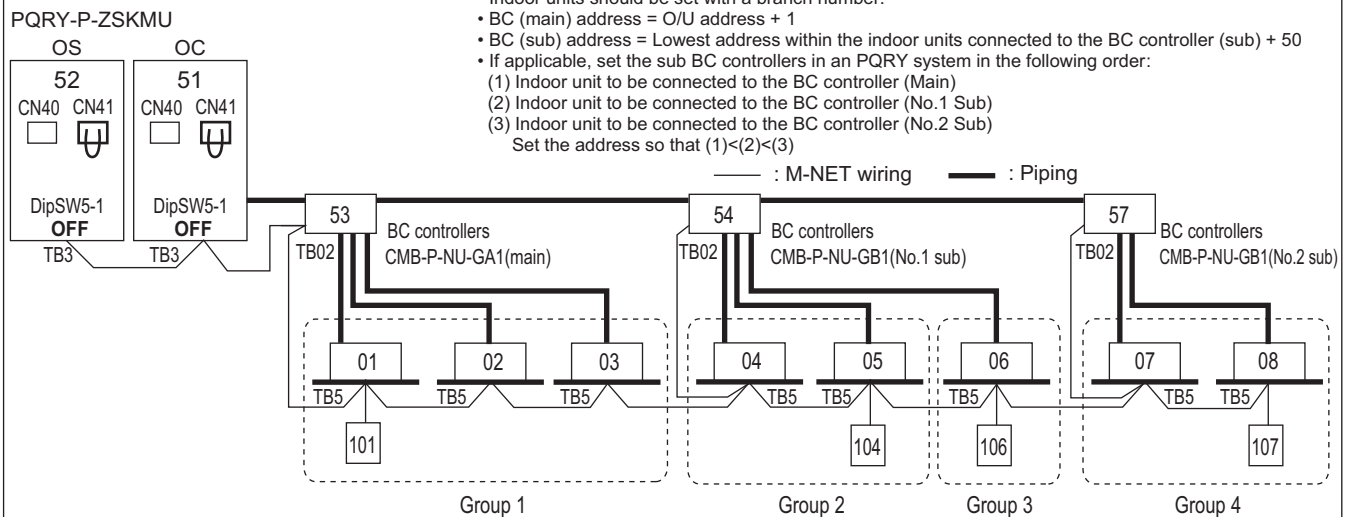 Indoor units should be set with a branch number.
• BC (main) address = O/U address + 1
• BC (sub) address = Lowest address within the indoor units connected to the BC controller (sub) + 50
• If applicable, set the sub BC controllers in an PQRY system in the following order:
(1) Indoor unit to be connected to the BC controller (Main)
(2) Indoor unit to be connected to the BC controller (No.1 Sub)
(3) Indoor unit to be connected to the BC controller (No.2 Sub)
Set the address so that (1)<(2)<(3)
PQRY-P-ZSKMU
OS OC
52 51
CN40 CN41 CN40 CN41
DipSW5-1 DipSW5-1
OFF OFF
TB3 TB3
: M-NET wiring : Piping
53 54 57
BC controllers BC controllers BC controllers
TB02 TB02 TB02
CMB-P-NU-GA1(main) CMB-P-NU-GB1(No.1 sub) CMB-P-NU-GB1(No.2 sub)
01 02 03 04 05 06 07 08
TB5 TB5 TB5 TB5 TB5 TB5 TB5 TB5
101 104 106 107
Group 1 Group 2 Group 3 Group 4